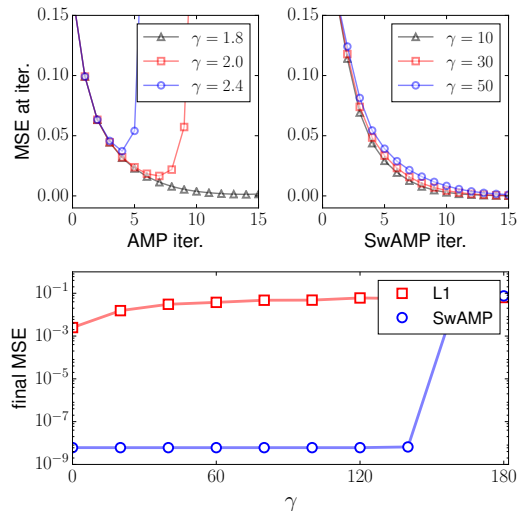 γ = 1.8
γ = 2.0
γ = 2.4
MSE at iter.
0.15
0.10
0.05
0.00
0 5 10 15
AMP iter.
γ = 10
γ = 30
γ = 50
0.15
0.10
0.05
0.00
0 5 10 15
SwAMP iter.
L1
SwAMP
final MSE
10^-1
10^-3
10^-5
10^-7
10^-9
0 60 120 180
γ